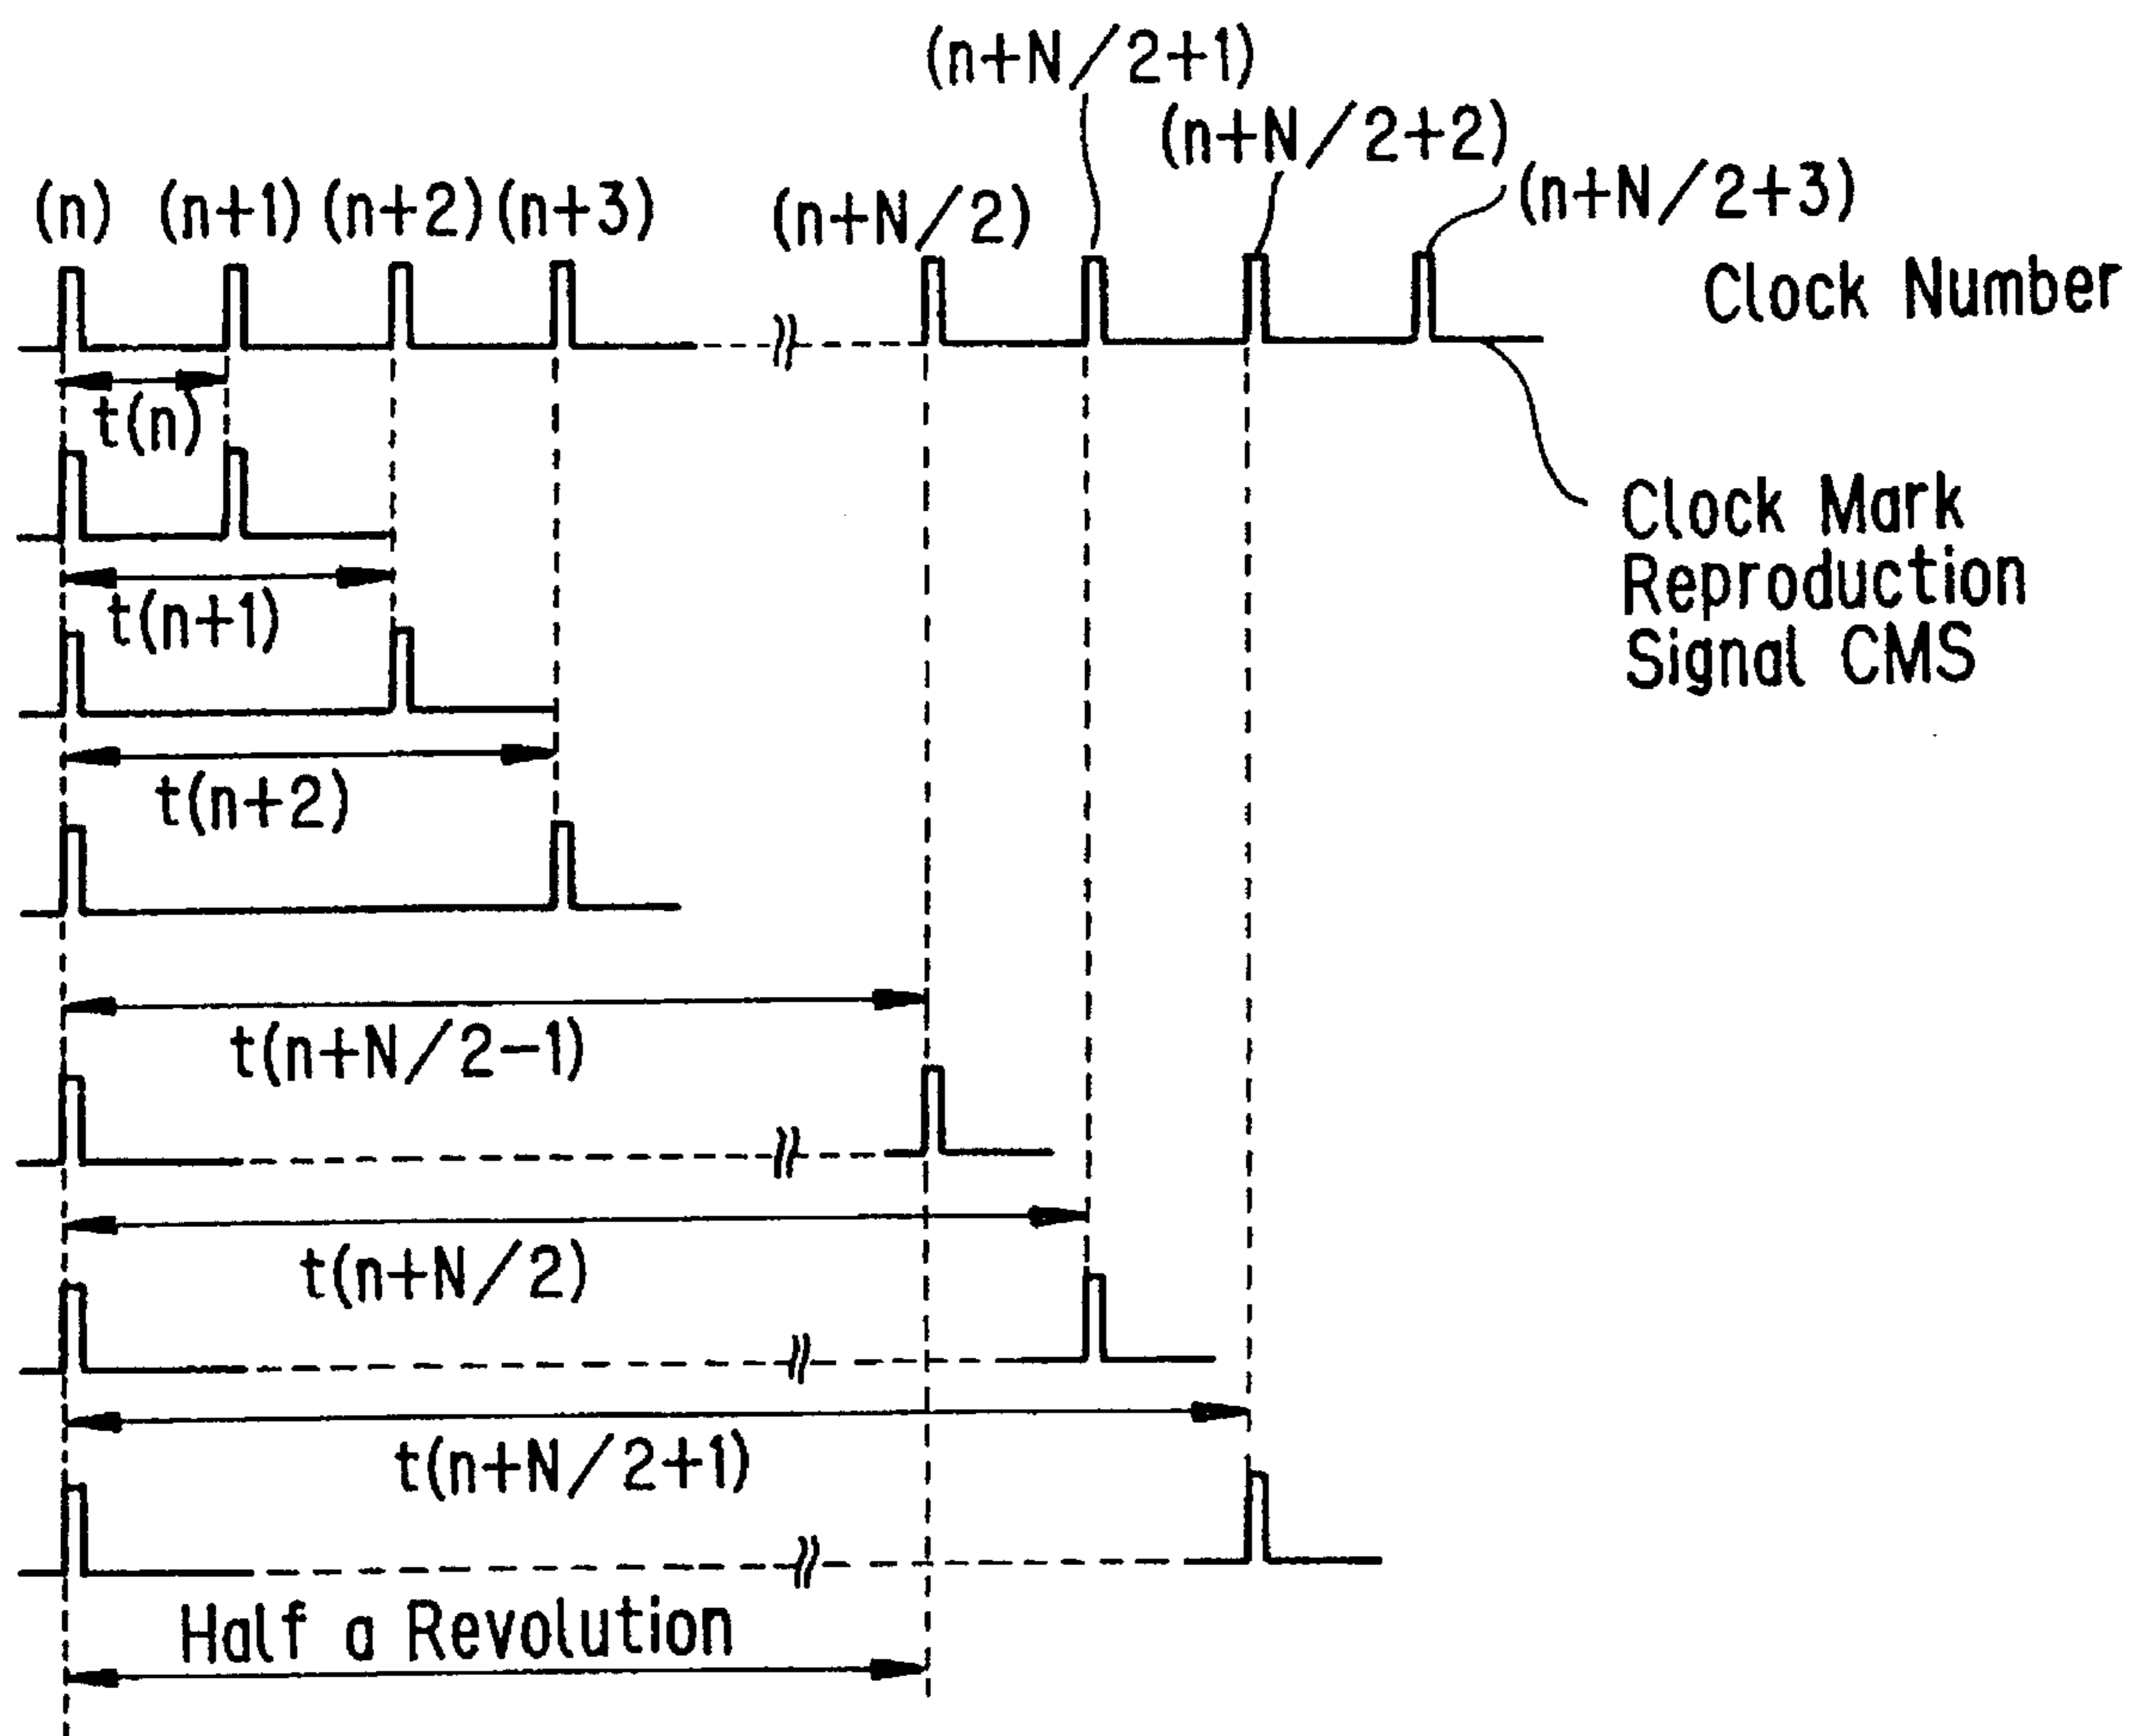 (n+N/2+1)
(n+N/2+2)
(n) (n+1) (n+2) (n+3) (n+N/2) (n+N/2+3)
Clock Number
t(n)
Clock Mark
Reproduction
Signal CMS
t(n+1)
t(n+2)
t(n+N/2-1)
t(n+N/2)
t(n+N/2+1)
Half a Revolution